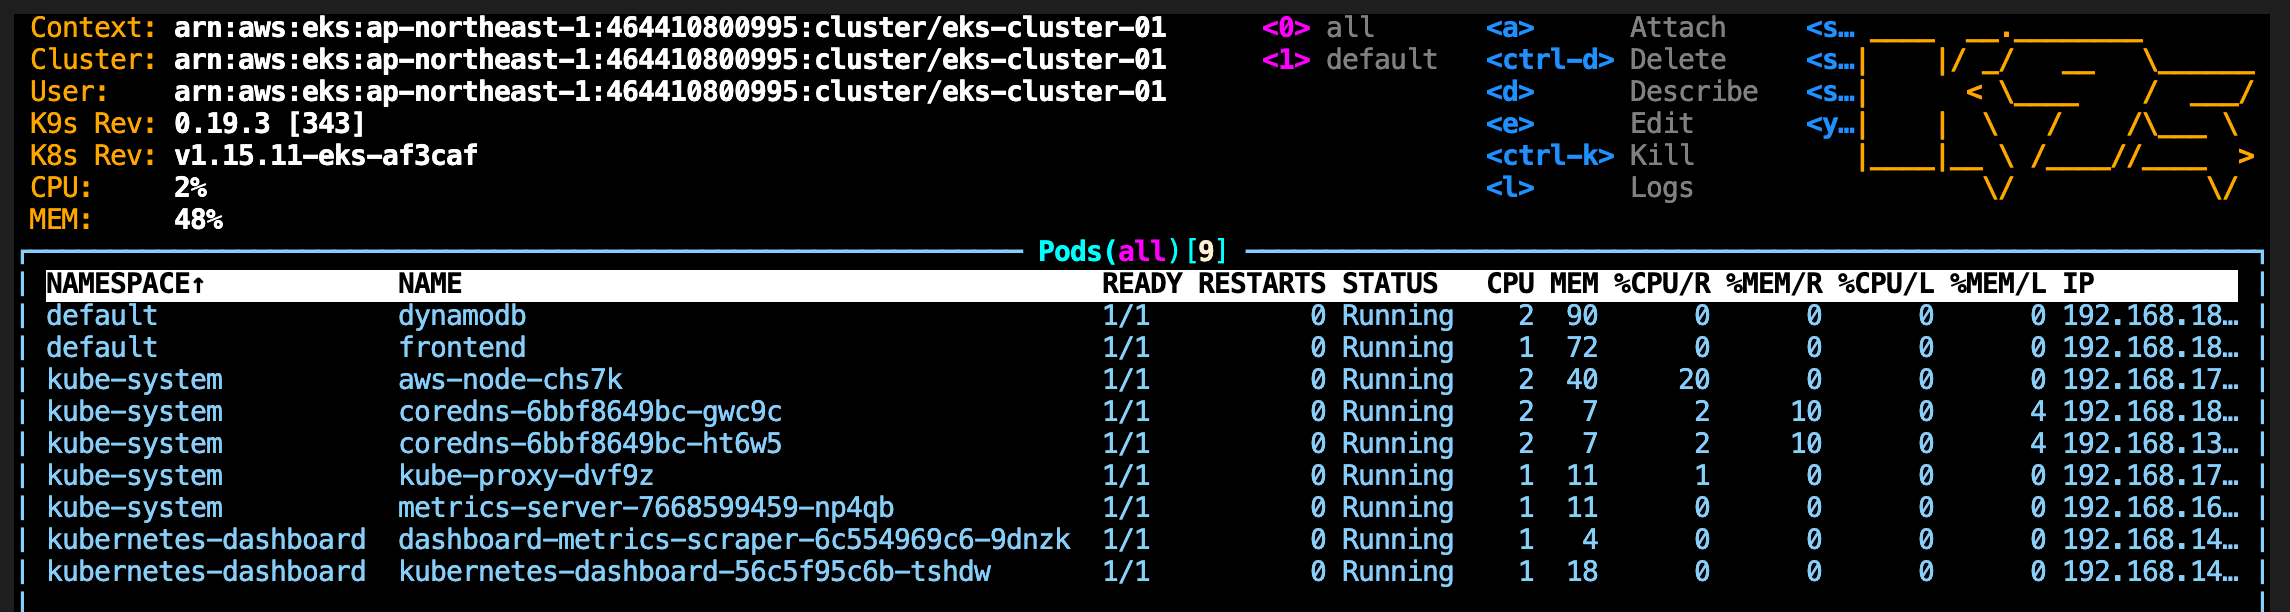 Context: arn:aws:eks:ap-northeast-1:464410800995:cluster/eks-cluster-01 <0> all <a> Attach <s…
Cluster: arn:aws:eks:ap-northeast-1:464410800995:cluster/eks-cluster-01 <1> default <ctrl-d> Delete <s…
User: arn:aws:eks:ap-northeast-1:464410800995:cluster/eks-cluster-01 <d> Describe <s…
K9s Rev: 0.19.3 [343] <e> Edit <y…
K8s Rev: v1.15.11-eks-af3caf <ctrl-k> Kill
CPU: 2% <l> Logs
MEM: 48%
Pods(all)[9]
NAMESPACE↑ NAME READY RESTARTS STATUS CPU MEM %CPU/R %MEM/R %CPU/L %MEM/L IP
default dynamodb 1/1 0 Running 2 90 0 0 0 0 192.168.18…
default frontend 1/1 0 Running 1 72 0 0 0 0 192.168.18…
kube-system aws-node-chs7k 1/1 0 Running 2 40 20 0 0 0 192.168.17…
kube-system coredns-6bbf8649bc-gwc9c 1/1 0 Running 2 7 2 10 0 4 192.168.18…
kube-system coredns-6bbf8649bc-ht6w5 1/1 0 Running 2 7 2 10 0 4 192.168.13…
kube-system kube-proxy-dvf9z 1/1 0 Running 1 11 1 0 0 0 192.168.17…
kube-system metrics-server-7668599459-np4qb 1/1 0 Running 1 11 0 0 0 0 192.168.16…
kubernetes-dashboard dashboard-metrics-scraper-6c554969c6-9dnzk 1/1 0 Running 1 4 0 0 0 0 192.168.14…
kubernetes-dashboard kubernetes-dashboard-56c5f95c6b-tshdw 1/1 0 Running 1 18 0 0 0 0 192.168.14…